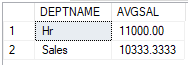 DEPTNAME AVGSAL
1 Hr 11000.00
2 Sales 10333.3333